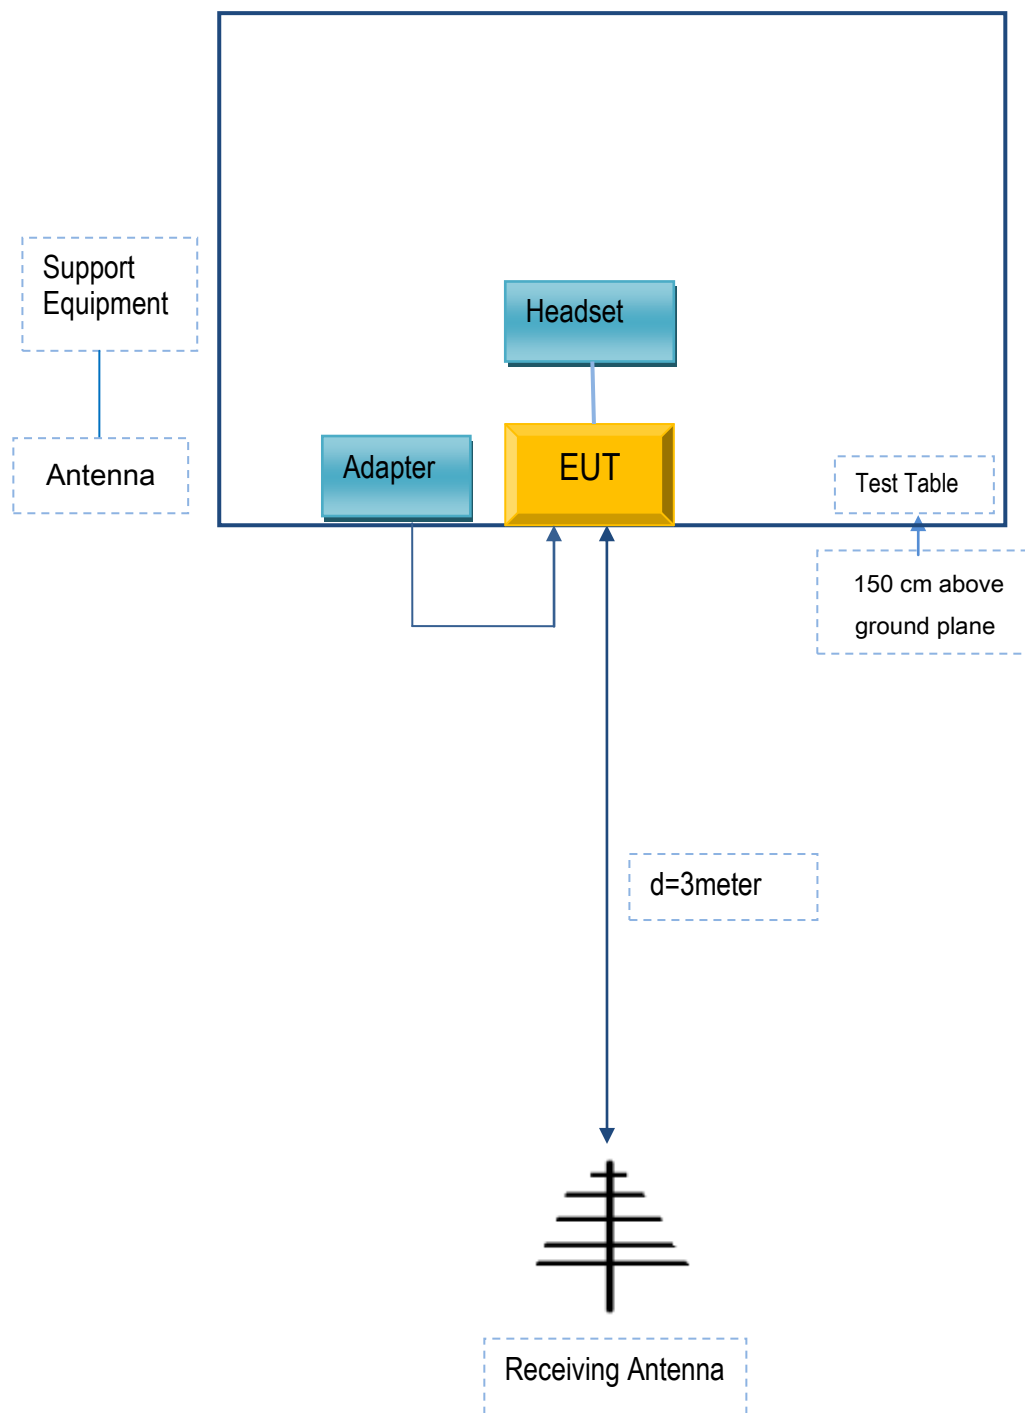 Support
Equipment
Headset
Antenna
Adapter
EUT
Test Table
150 cm above
ground plane
d=3meter
Receiving Antenna